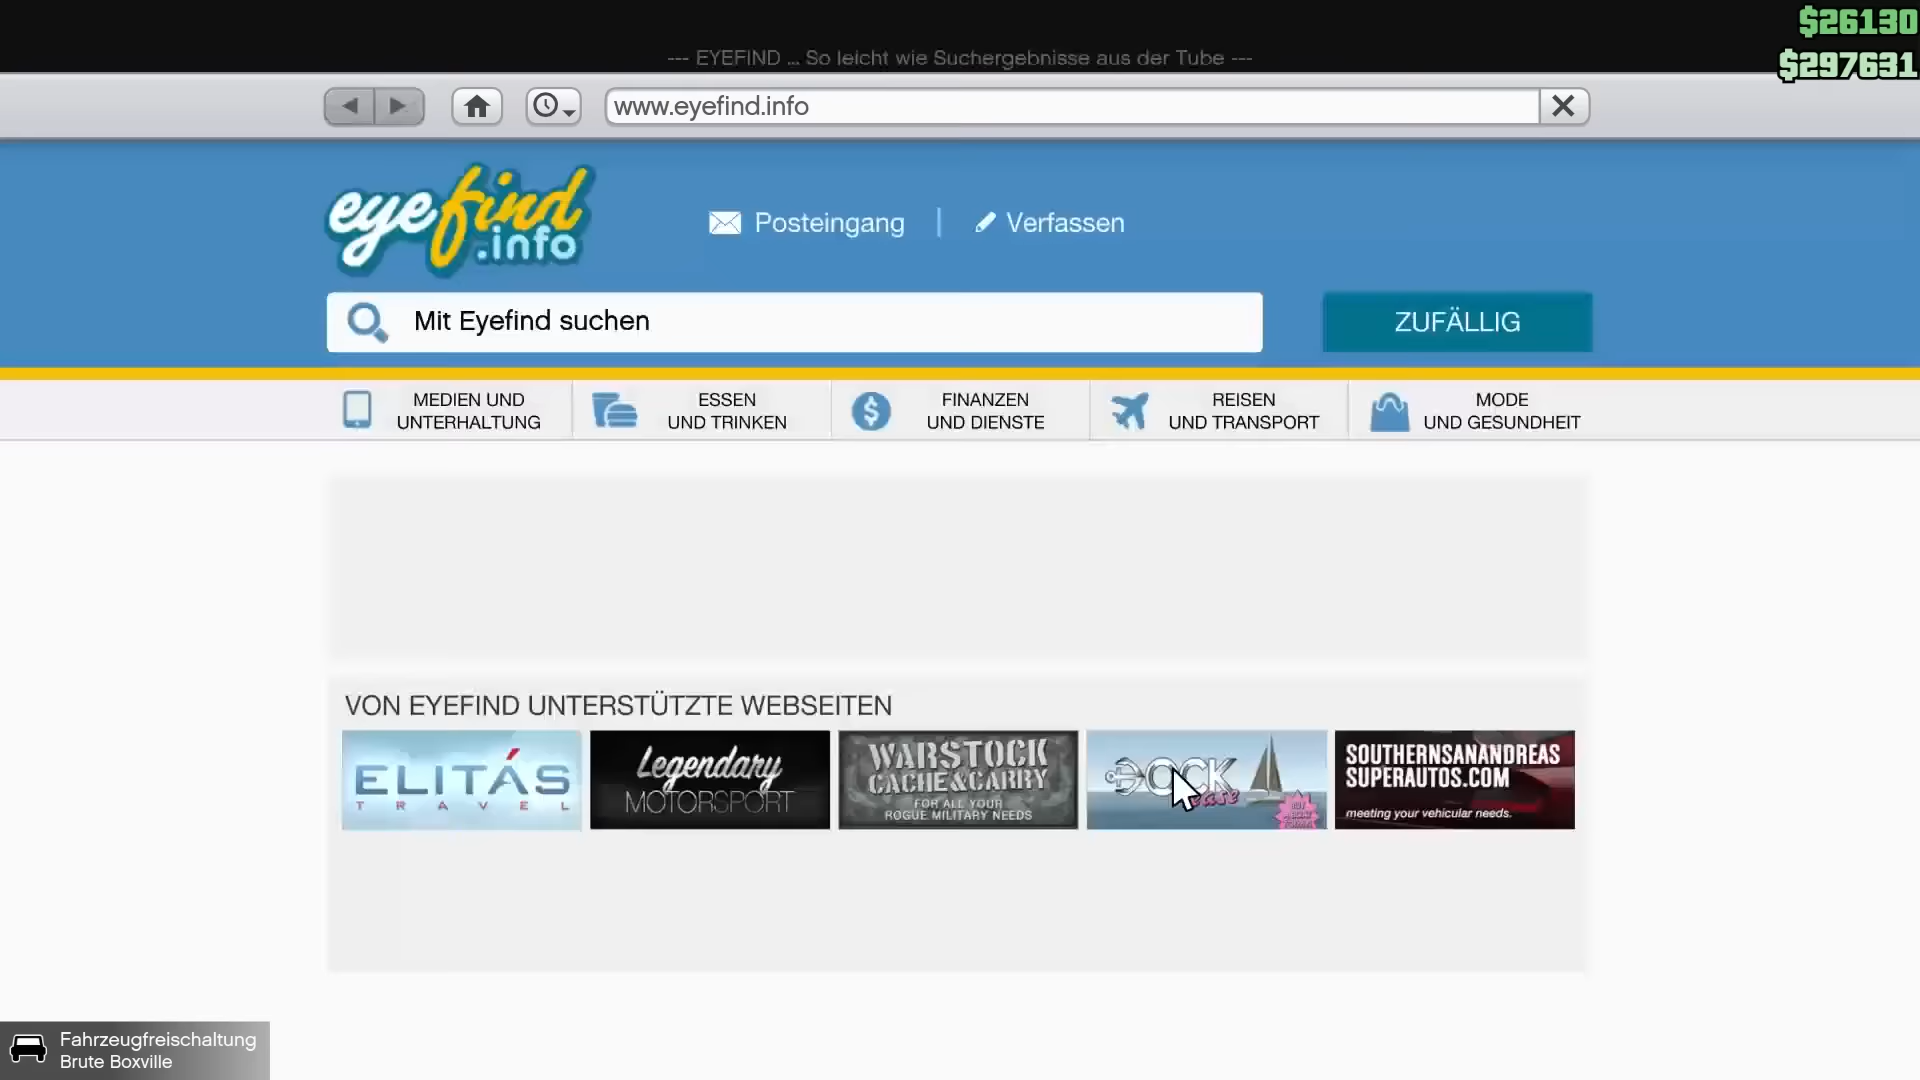 $26130
--- EYEFIND ... So leicht wie Suchergebnisse aus der Tube ---
$297631
www.eyefind.info
eyefind
.info
Posteingang
Verfassen
Mit Eyefind suchen
ZUFÄLLIG
MEDIEN UND
UNTERHALTUNG
ESSEN
UND TRINKEN
FINANZEN
UND DIENSTE
REISEN
UND TRANSPORT
MODE
UND GESUNDHEIT
VON EYEFIND UNTERSTÜTZTE WEBSEITEN
ELITÁS
TRAVEL
Legendary
MOTORSPORT
WARSTOCK
CACHE&CARRY
FOR ALL YOUR
ROGUE MILITARY NEEDS
DOCK
SOUTHERNSANANDREAS
SUPERAUTOS.COM
meeting your vehicular needs.
Fahrzeugfreischaltung
Brute Boxville